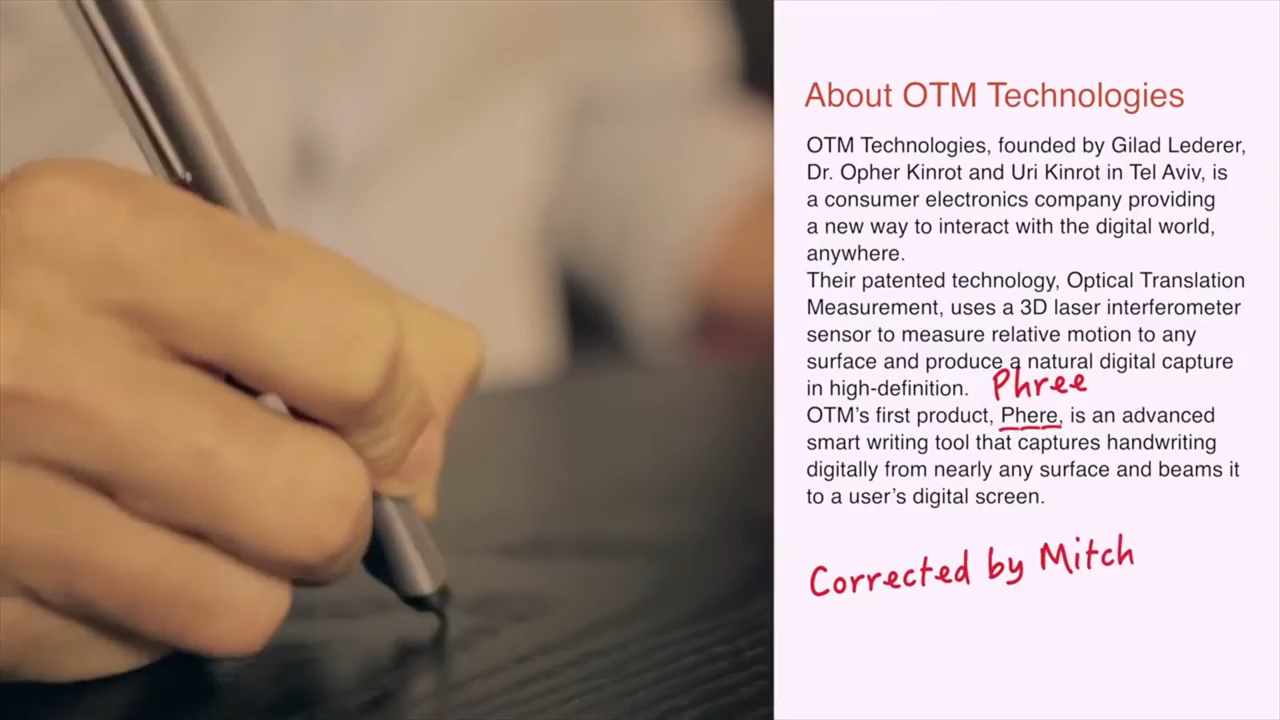 About OTM Technologies
OTM Technologies, founded by Gilad Lederer,
Dr. Opher Kinrot and Uri Kinrot in Tel Aviv, is
a consumer electronics company providing
a new way to interact with the digital world,
anywhere.
Their patented technology, Optical Translation
Measurement, uses a 3D laser interferometer
sensor to measure relative motion to any
surface and produce a natural digital capture
in high-definition.
Phree
OTM’s first product, Phere, is an advanced
smart writing tool that captures handwriting
digitally from nearly any surface and beams it
to a user’s digital screen.
Corrected by Mitch